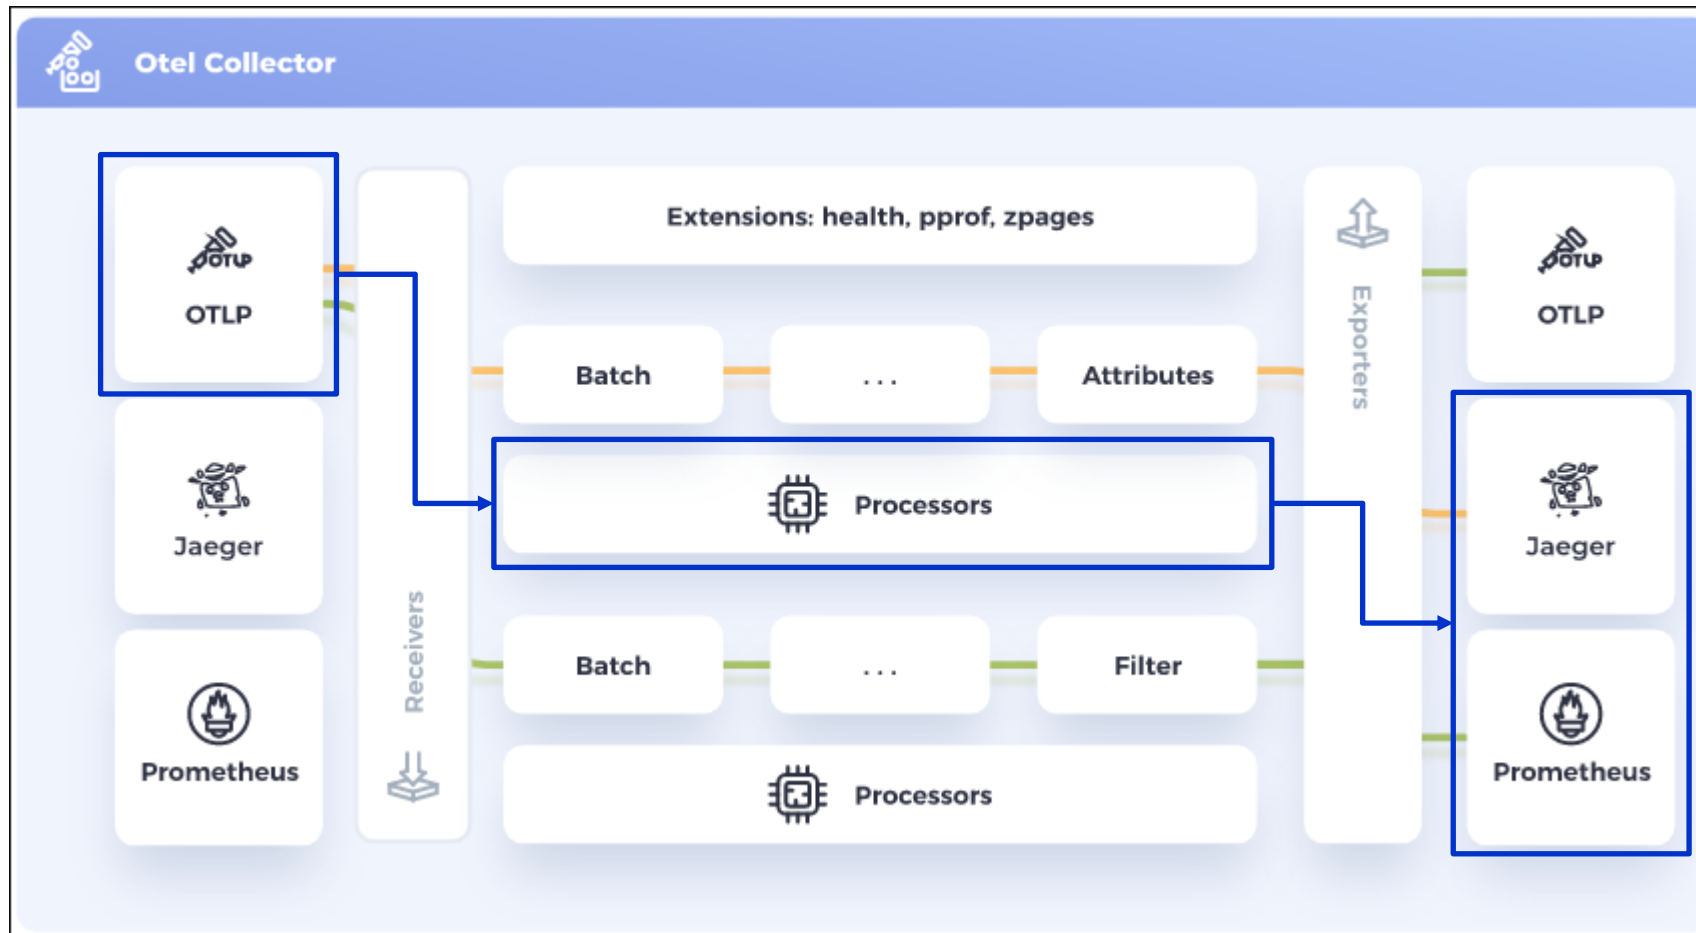 Otel Collector
OTLP
OTLP
Jaeger
Prometheus
Receivers
Extensions: health, pprof, zpages
Batch
...
Attributes
Processors
Batch
...
Filter
Processors
Exporters
OTLP
OTLP
Jaeger
Prometheus